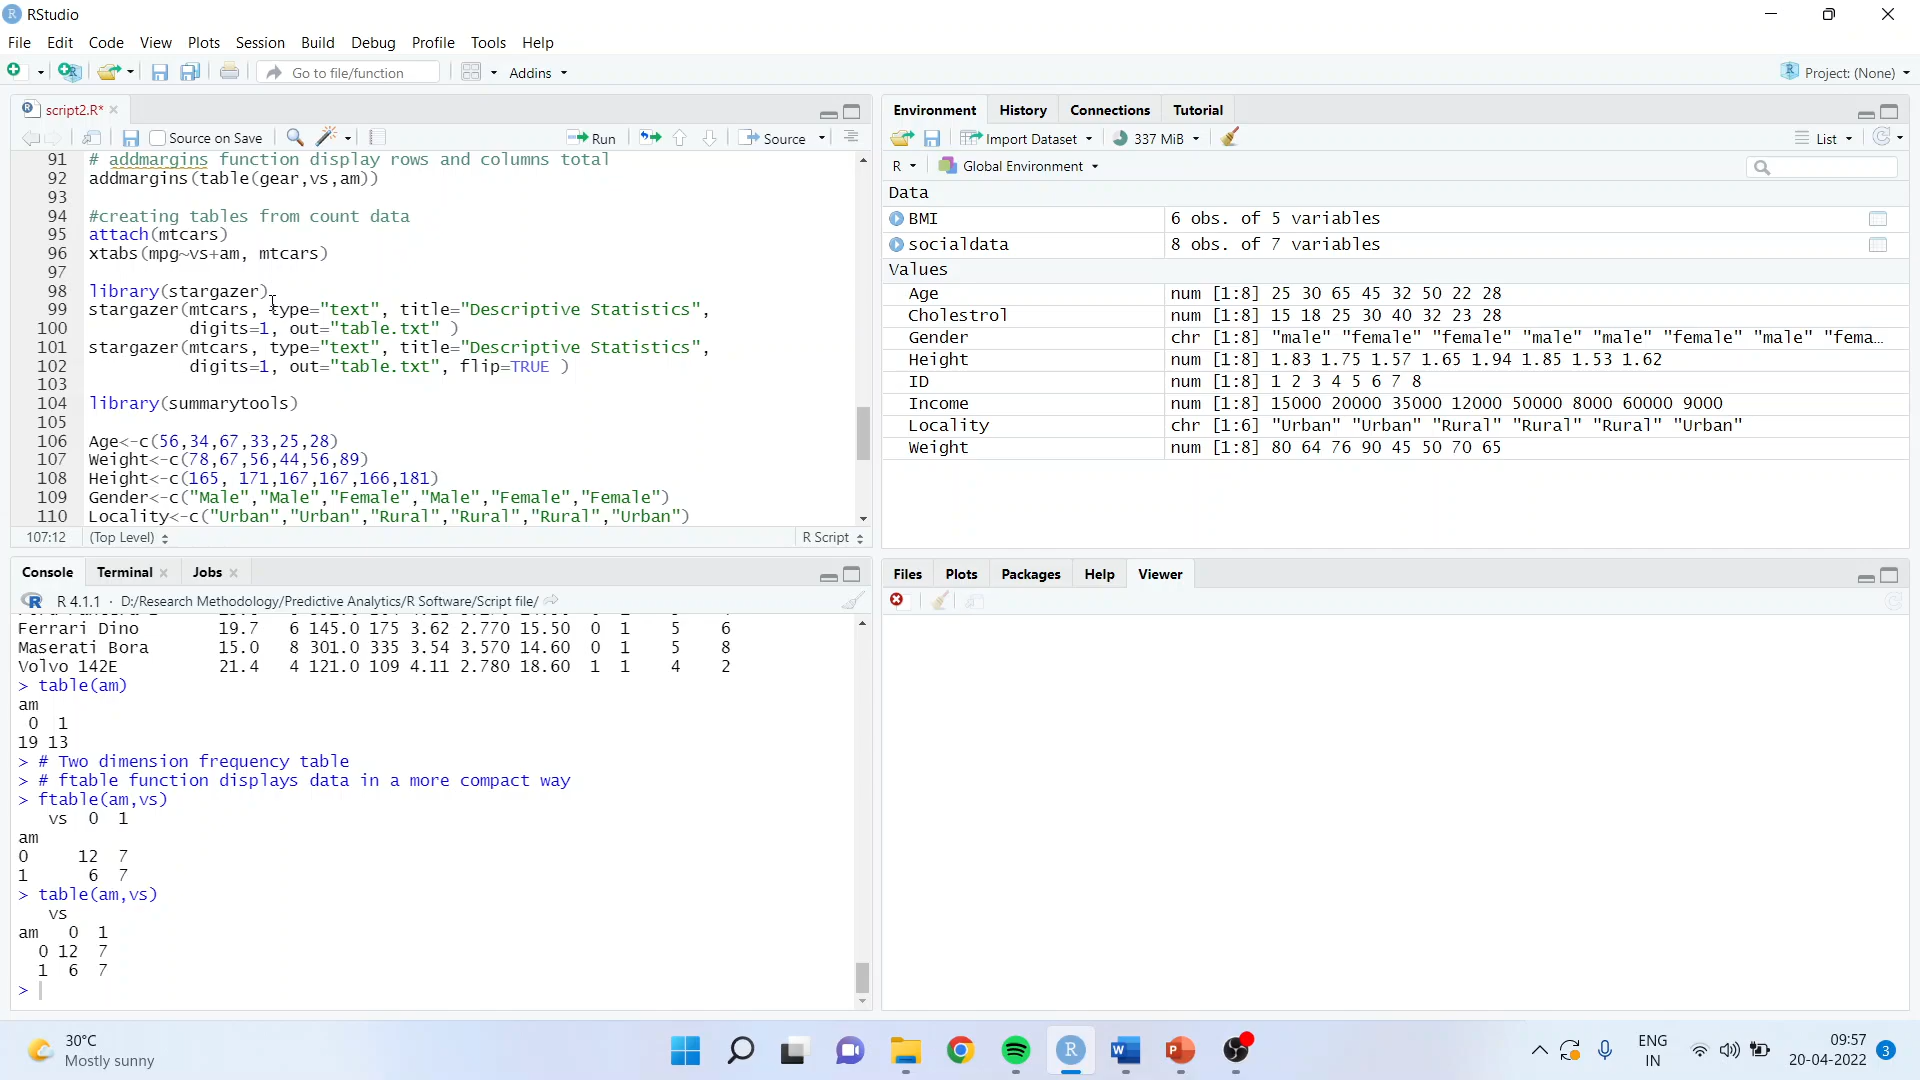 RStudio
File Edit Code View Plots Session Build Debug Profile Tools Help
Go to file/function Addins Project: (None)
script2.R*
Source on Save Run Source
91 # addmargins function display rows and columns total
92 addmargins(table(gear,vs,am))
93
94 #creating tables from count data
95 attach(mtcars)
96 xtabs(mpg~vs+am, mtcars)
97
98 library(stargazer)
99 stargazer(mtcars, type="text", title="Descriptive Statistics",
100 digits=1, out="table.txt" )
101 stargazer(mtcars, type="text", title="Descriptive Statistics",
102 digits=1, out="table.txt", flip=TRUE )
103
104 library(summarytools)
105
106 Age<-c(56,34,67,33,25,28)
107 Weight<-c(78,67,56,44,56,89)
108 Height<-c(165, 171,167,167,166,181)
109 Gender<-c("Male","Male","Female","Male","Female","Female")
110 Locality<-c("Urban","Urban","Rural","Rural","Rural","Urban")
107:12 (Top Level) R Script
Console Terminal Jobs
R 4.1.1 · D:/Research Methodology/Predictive Analytics/R Software/Script file/
Ferrari Dino 19.7 6 145.0 175 3.62 2.770 15.50 0 1 5 6
Maserati Bora 15.0 8 301.0 335 3.54 3.570 14.60 0 1 5 8
Volvo 142E 21.4 4 121.0 109 4.11 2.780 18.60 1 1 4 2
> table(am)
am
0 1
19 13
> # Two dimension frequency table
> # ftable function displays data in a more compact way
> ftable(am,vs)
vs 0 1
am
0 12 7
1 6 7
> table(am,vs)
vs
am 0 1
0 12 7
1 6 7
>
Environment History Connections Tutorial
Import Dataset 337 MiB List
R Global Environment
Data
BMI 6 obs. of 5 variables
socialdata 8 obs. of 7 variables
Values
Age num [1:8] 25 30 65 45 32 50 22 28
Cholestrol num [1:8] 15 18 25 30 40 32 23 28
Gender chr [1:8] "male" "female" "female" "male" "male" "female" "male" "fema…
Height num [1:8] 1.83 1.75 1.57 1.65 1.94 1.85 1.53 1.62
ID num [1:8] 1 2 3 4 5 6 7 8
Income num [1:8] 15000 20000 35000 12000 50000 8000 60000 9000
Locality chr [1:6] "Urban" "Urban" "Rural" "Rural" "Rural" "Urban"
Weight num [1:8] 80 64 76 90 45 50 70 65
Files Plots Packages Help Viewer
30°C
Mostly sunny
ENG
IN
09:57
20-04-2022
3